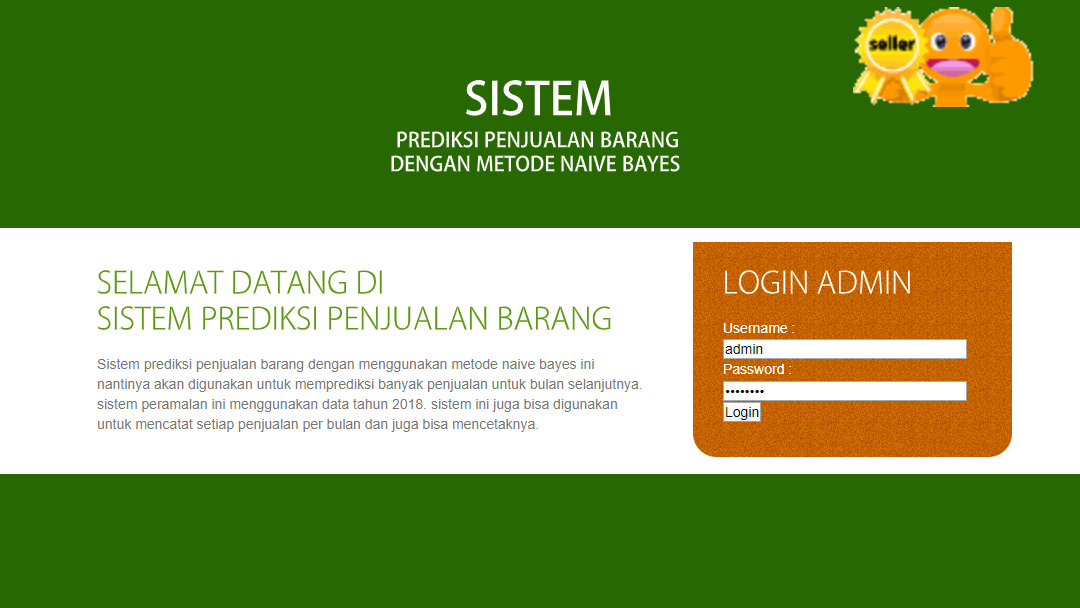 seller
SISTEM
PREDIKSI PENJUALAN BARANG
DENGAN METODE NAIVE BAYES
SELAMAT DATANG DI
SISTEM PREDIKSI PENJUALAN BARANG
Sistem prediksi penjualan barang dengan menggunakan metode naive bayes ini
nantinya akan digunakan untuk memprediksi banyak penjualan untuk bulan selanjutnya.
sistem peramalan ini menggunakan data tahun 2018. sistem ini juga bisa digunakan
untuk mencatat setiap penjualan per bulan dan juga bisa mencetaknya.
LOGIN ADMIN
Username :
admin
Password :
••••••••
Login